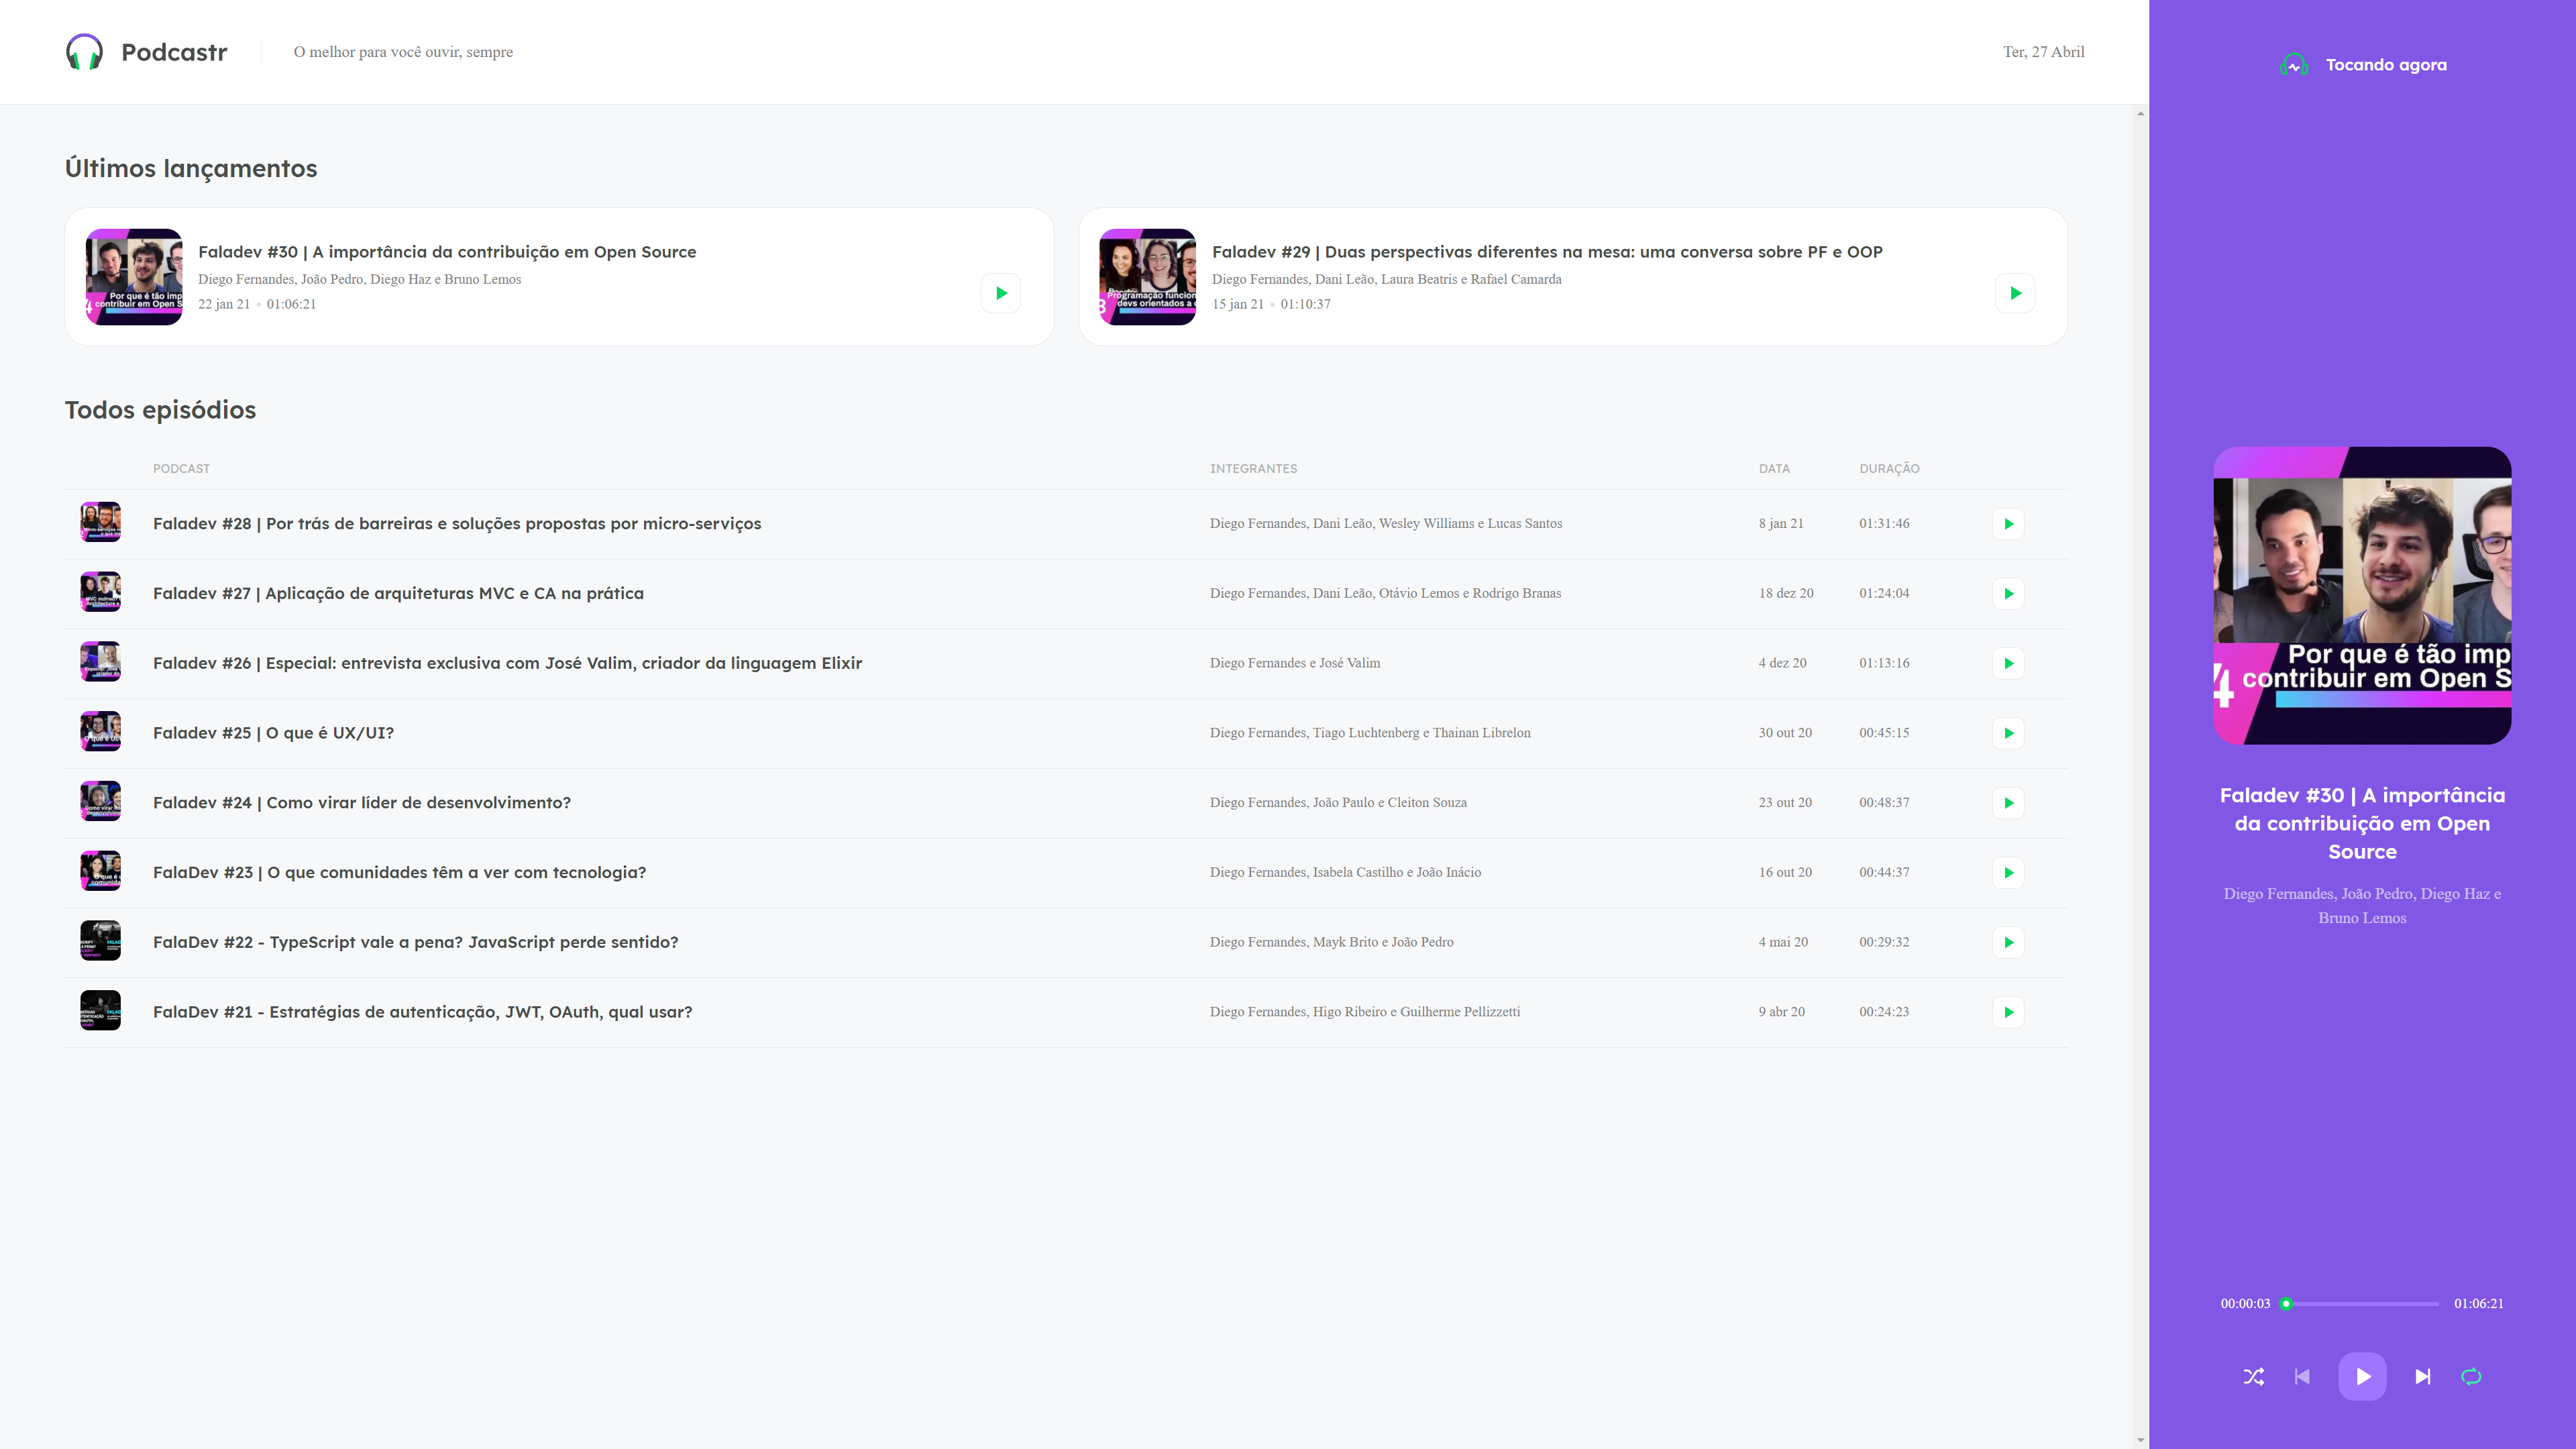 Podcastr
O melhor para você ouvir, sempre
Ter, 27 Abril
Últimos lançamentos
Faladev #30 | A importância da contribuição em Open Source
Diego Fernandes, João Pedro, Diego Haz e Bruno Lemos
22 jan 21 • 01:06:21
Por que é tão imp
contribuir em Open S
Faladev #29 | Duas perspectivas diferentes na mesa: uma conversa sobre PF e OOP
Diego Fernandes, Dani Leão, Laura Beatris e Rafael Camarda
15 jan 21 • 01:10:37
Programação funcion
devs orientados a
Todos episódios
PODCAST INTEGRANTES DATA DURAÇÃO
Faladev #28 | Por trás de barreiras e soluções propostas por micro-serviços Diego Fernandes, Dani Leão, Wesley Williams e Lucas Santos 8 jan 21 01:31:46
Faladev #27 | Aplicação de arquiteturas MVC e CA na prática Diego Fernandes, Dani Leão, Otávio Lemos e Rodrigo Branas 18 dez 20 01:24:04
Faladev #26 | Especial: entrevista exclusiva com José Valim, criador da linguagem Elixir Diego Fernandes e José Valim 4 dez 20 01:13:16
Faladev #25 | O que é UX/UI? Diego Fernandes, Tiago Luchtenberg e Thainan Librelon 30 out 20 00:45:15
Faladev #24 | Como virar líder de desenvolvimento? Diego Fernandes, João Paulo e Cleiton Souza 23 out 20 00:48:37
FalaDev #23 | O que comunidades têm a ver com tecnologia? Diego Fernandes, Isabela Castilho e João Inácio 16 out 20 00:44:37
FalaDev #22 - TypeScript vale a pena? JavaScript perde sentido? Diego Fernandes, Mayk Brito e João Pedro 4 mai 20 00:29:32
FalaDev #21 - Estratégias de autenticação, JWT, OAuth, qual usar? Diego Fernandes, Higo Ribeiro e Guilherme Pellizzetti 9 abr 20 00:24:23
Tocando agora
Por que é tão imp
4 contribuir em Open S
Faladev #30 | A importância
da contribuição em Open
Source
Diego Fernandes, João Pedro, Diego Haz e
Bruno Lemos
00:00:03 01:06:21